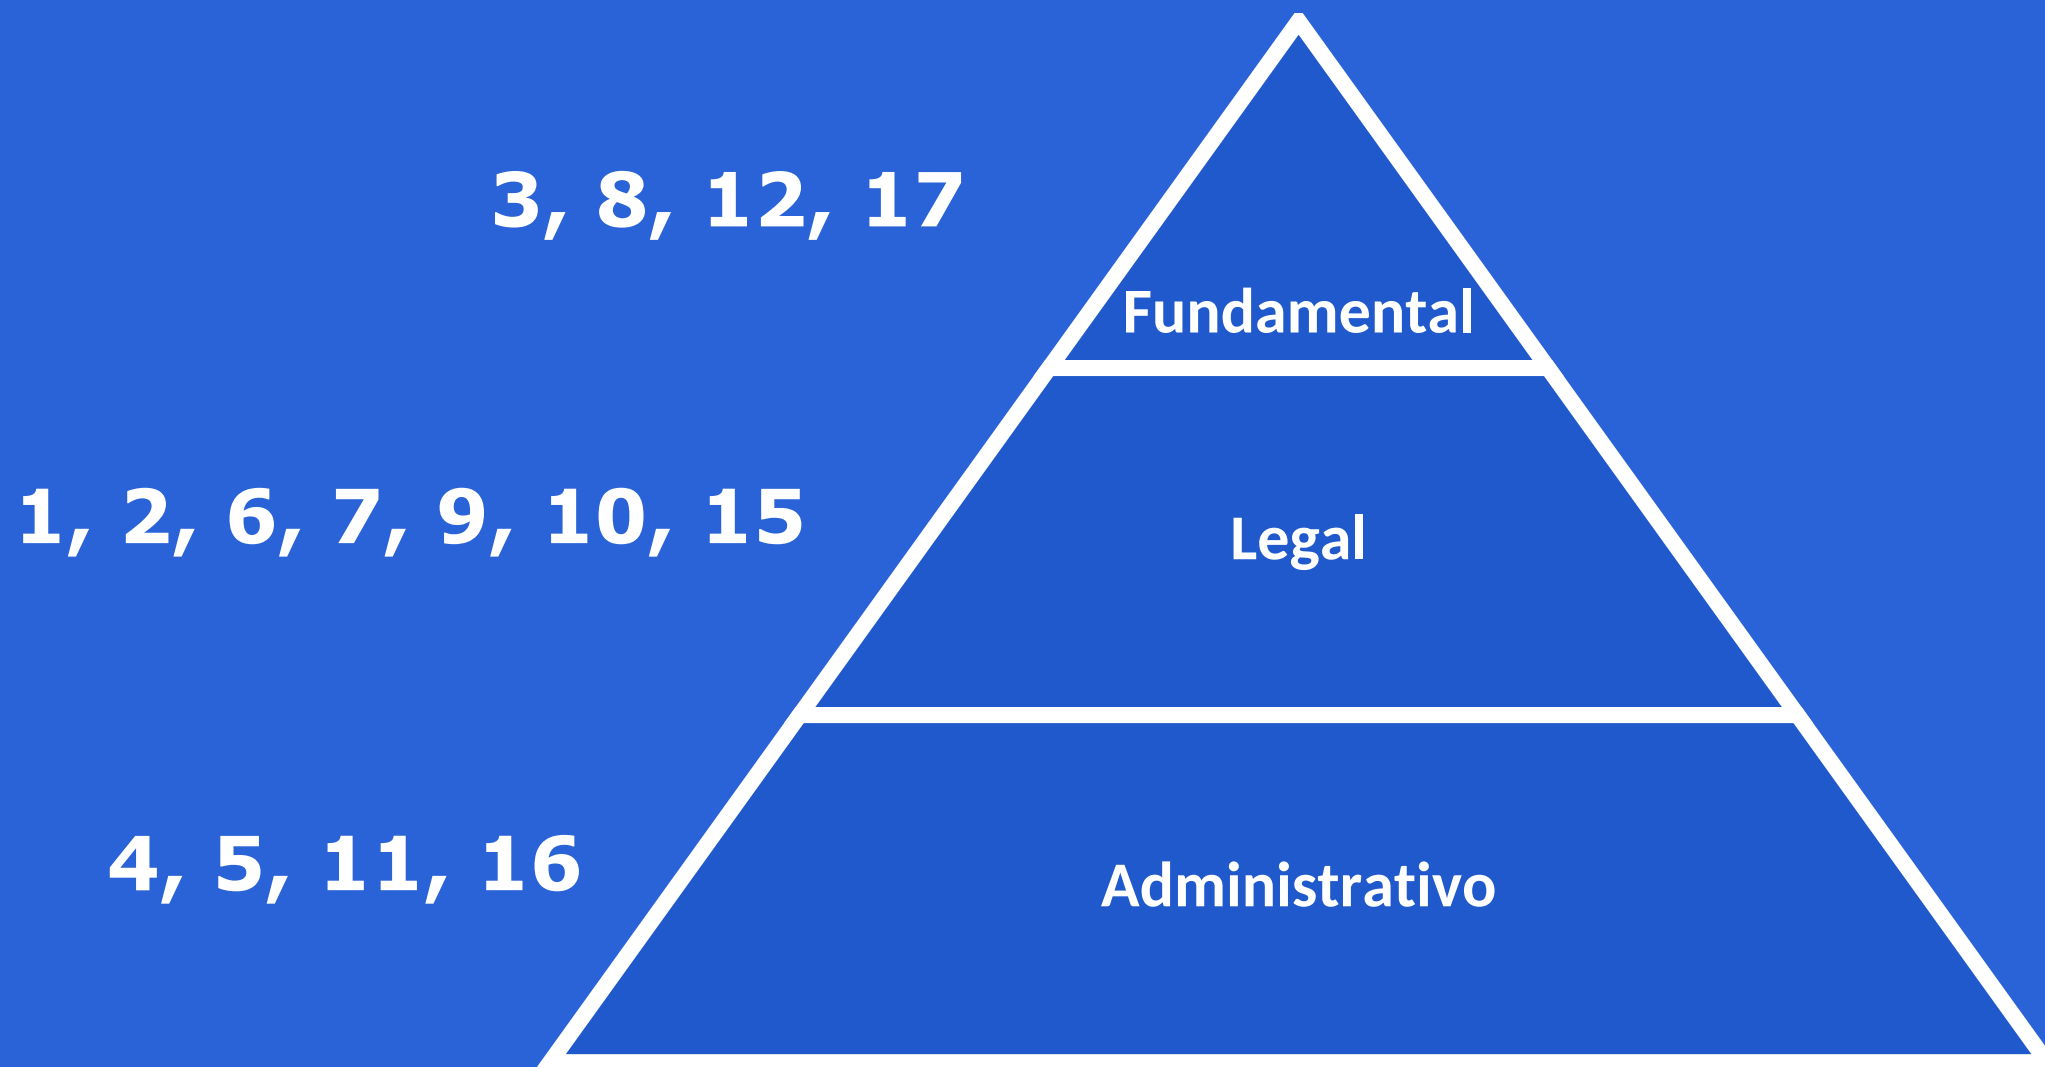 3, 8, 12, 17
Fundamental
1, 2, 6, 7, 9, 10, 15
Legal
4, 5, 11, 16
Administrativo